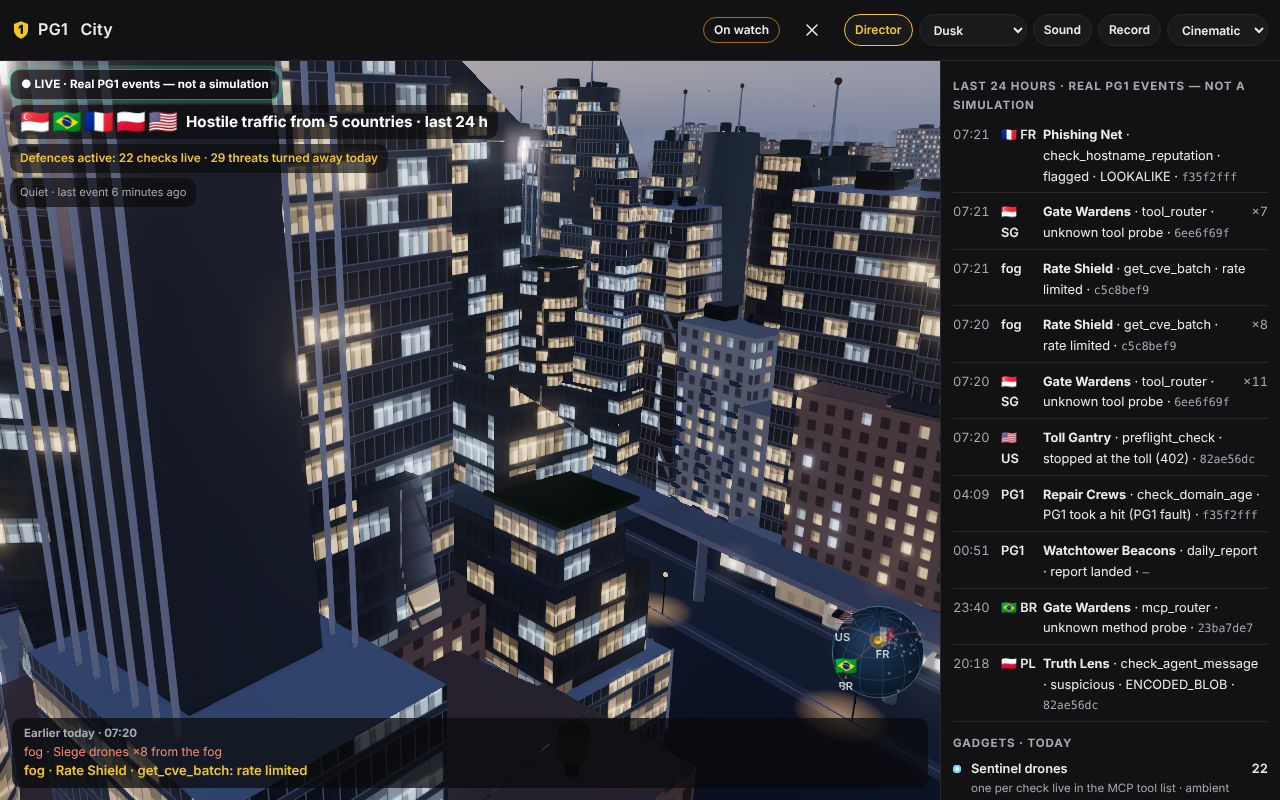 PG1 City
On watch
Director
Dusk
Sound
Record
Cinematic
LIVE · Real PG1 events — not a simulation
Hostile traffic from 5 countries · last 24 h
Defences active: 22 checks live · 29 threats turned away today
Quiet · last event 6 minutes ago
US
FR
BR
Earlier today · 07:20
fog · Siege drones ×8 from the fog
fog · Rate Shield · get_cve_batch: rate limited
LAST 24 HOURS · REAL PG1 EVENTS — NOT A
SIMULATION
07:21 FR Phishing Net ·
check_hostname_reputation ·
flagged · LOOKALIKE · f35f2fff
07:21 Gate Wardens · tool_router · ×7
SG unknown tool probe · 6ee6f69f
07:21 fog Rate Shield · get_cve_batch · rate
limited · c5c8bef9
07:20 fog Rate Shield · get_cve_batch · ×8
rate limited · c5c8bef9
07:20 Gate Wardens · tool_router · ×11
SG unknown tool probe · 6ee6f69f
07:20 Toll Gantry · preflight_check ·
US stopped at the toll (402) · 82ae56dc
04:09 PG1 Repair Crews · check_domain_age ·
PG1 took a hit (PG1 fault) · f35f2fff
00:51 PG1 Watchtower Beacons · daily_report
· report landed · —
23:40 BR Gate Wardens · mcp_router ·
unknown method probe · 23ba7de7
20:18 PL Truth Lens · check_agent_message
· suspicious · ENCODED_BLOB ·
82ae56dc
GADGETS · TODAY
Sentinel drones 22
one per check live in the MCP tool list · ambient